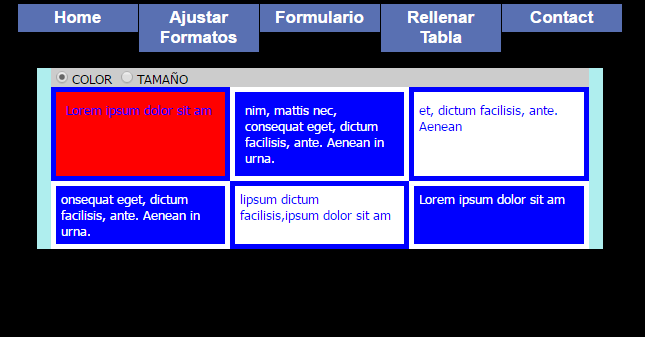 Home
Ajustar
Formatos
Formulario
Rellenar
Tabla
Contact
COLOR TAMAÑO
Lorem ipsum dolor sit am
nim, mattis nec,
consequat eget, dictum
facilisis, ante. Aenean in
urna.
et, dictum facilisis, ante.
Aenean
onsequat eget, dictum
facilisis, ante. Aenean in
urna.
lipsum dictum
facilisis,ipsum dolor sit am
Lorem ipsum dolor sit am